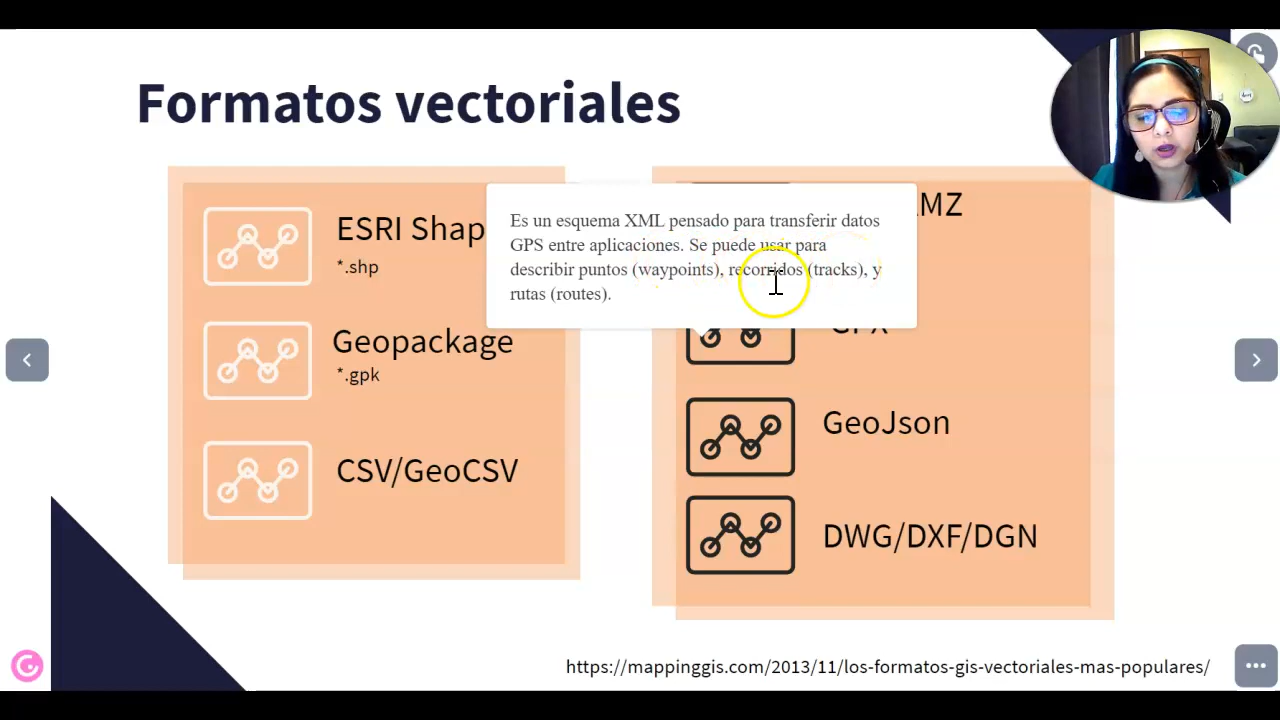 Formatos vectoriales
ESRI Shap
*.shp
Geopackage
*.gpk
CSV/GeoCSV
Es un esquema XML pensado para transferir datos
GPS entre aplicaciones. Se puede usar para
describir puntos (waypoints), recorridos (tracks), y
rutas (routes).
MZ
GPX
GeoJson
DWG/DXF/DGN
https://mappinggis.com/2013/11/los-formatos-gis-vectoriales-mas-populares/